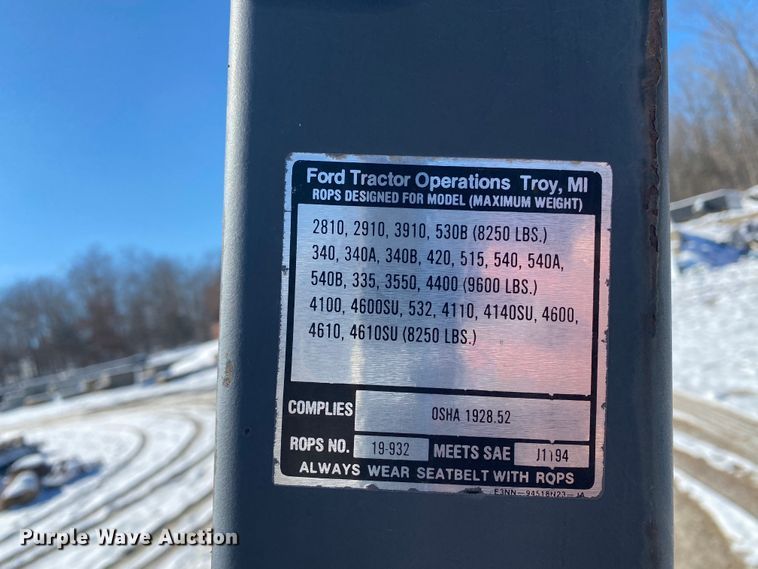 Ford Tractor Operations Troy, MI
ROPS DESIGNED FOR MODEL (MAXIMUM WEIGHT)
2810, 2910, 3910, 530B (8250 LBS.)
340, 340A, 340B, 420, 515, 540, 540A,
540B, 335, 3550, 4400 (9600 LBS.)
4100, 4600SU, 532, 4110, 4140SU, 4600,
4610, 4610SU (8250 LBS.)
COMPLIES OSHA 1928.52
ROPS NO. 19-932 MEETS SAE J1194
ALWAYS WEAR SEATBELT WITH ROPS
Purple Wave Auction